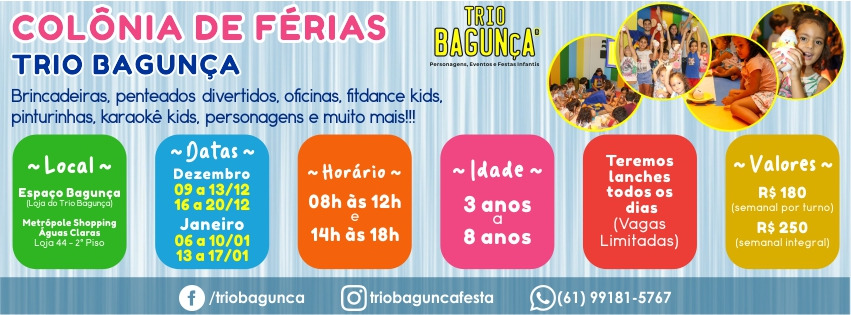 COLÔNIA DE FÉRIAS
TRIO BAGUNÇA
Brincadeiras, penteados divertidos, oficinas, fitdance kids,
pinturinhas, karaokê kids, personagens e muito mais!!!
TRIO
BAGUNÇA
Personagens, Eventos e Festas Infantis
~ Local ~
Espaço Bagunça
(Loja do Trio Bagunça)
Metrópole Shopping
Águas Claras
Loja 44 - 2º Piso
~ Datas ~
Dezembro
09 a 13/12
16 a 20/12
Janeiro
06 a 10/01
13 a 17/01
~ Horário ~
08h às 12h
e
14h às 18h
~ Idade ~
3 anos
a
8 anos
Teremos
lanches
todos os
dias
(Vagas
Limitadas)
~ Valores ~
R$ 180
(semanal por turno)
R$ 250
(semanal integral)
/triobagunca
triobaguncafesta
(61) 99181-5767